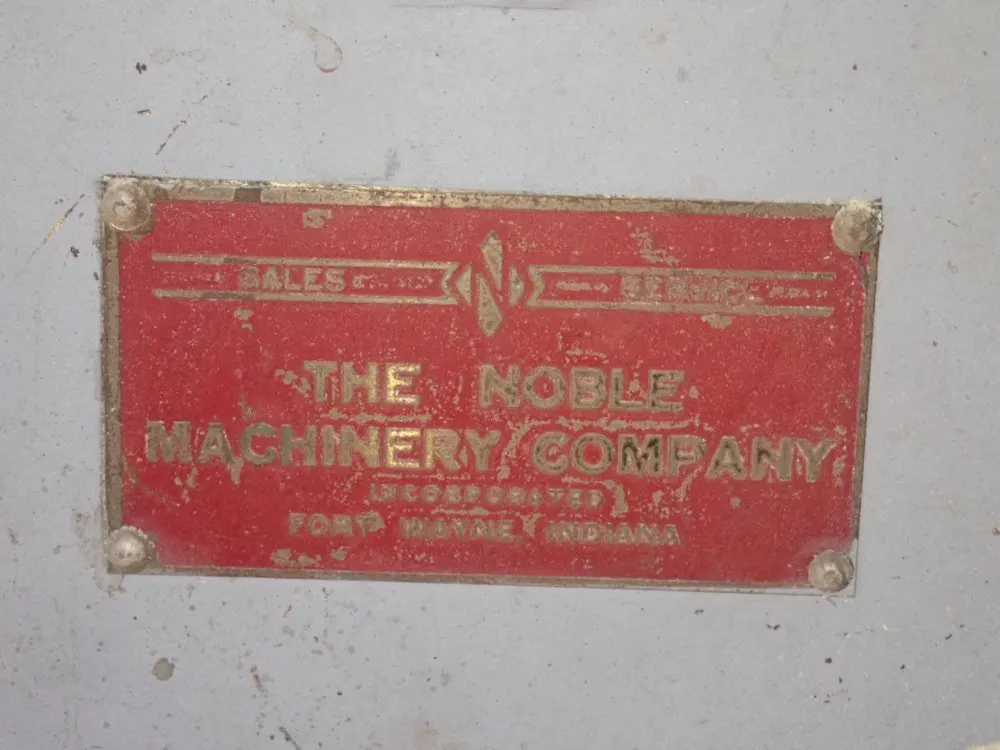 SALES N SERVICE
THE NOBLE
MACHINERY COMPANY
INCORPORATED
FORT WAYNE, INDIANA